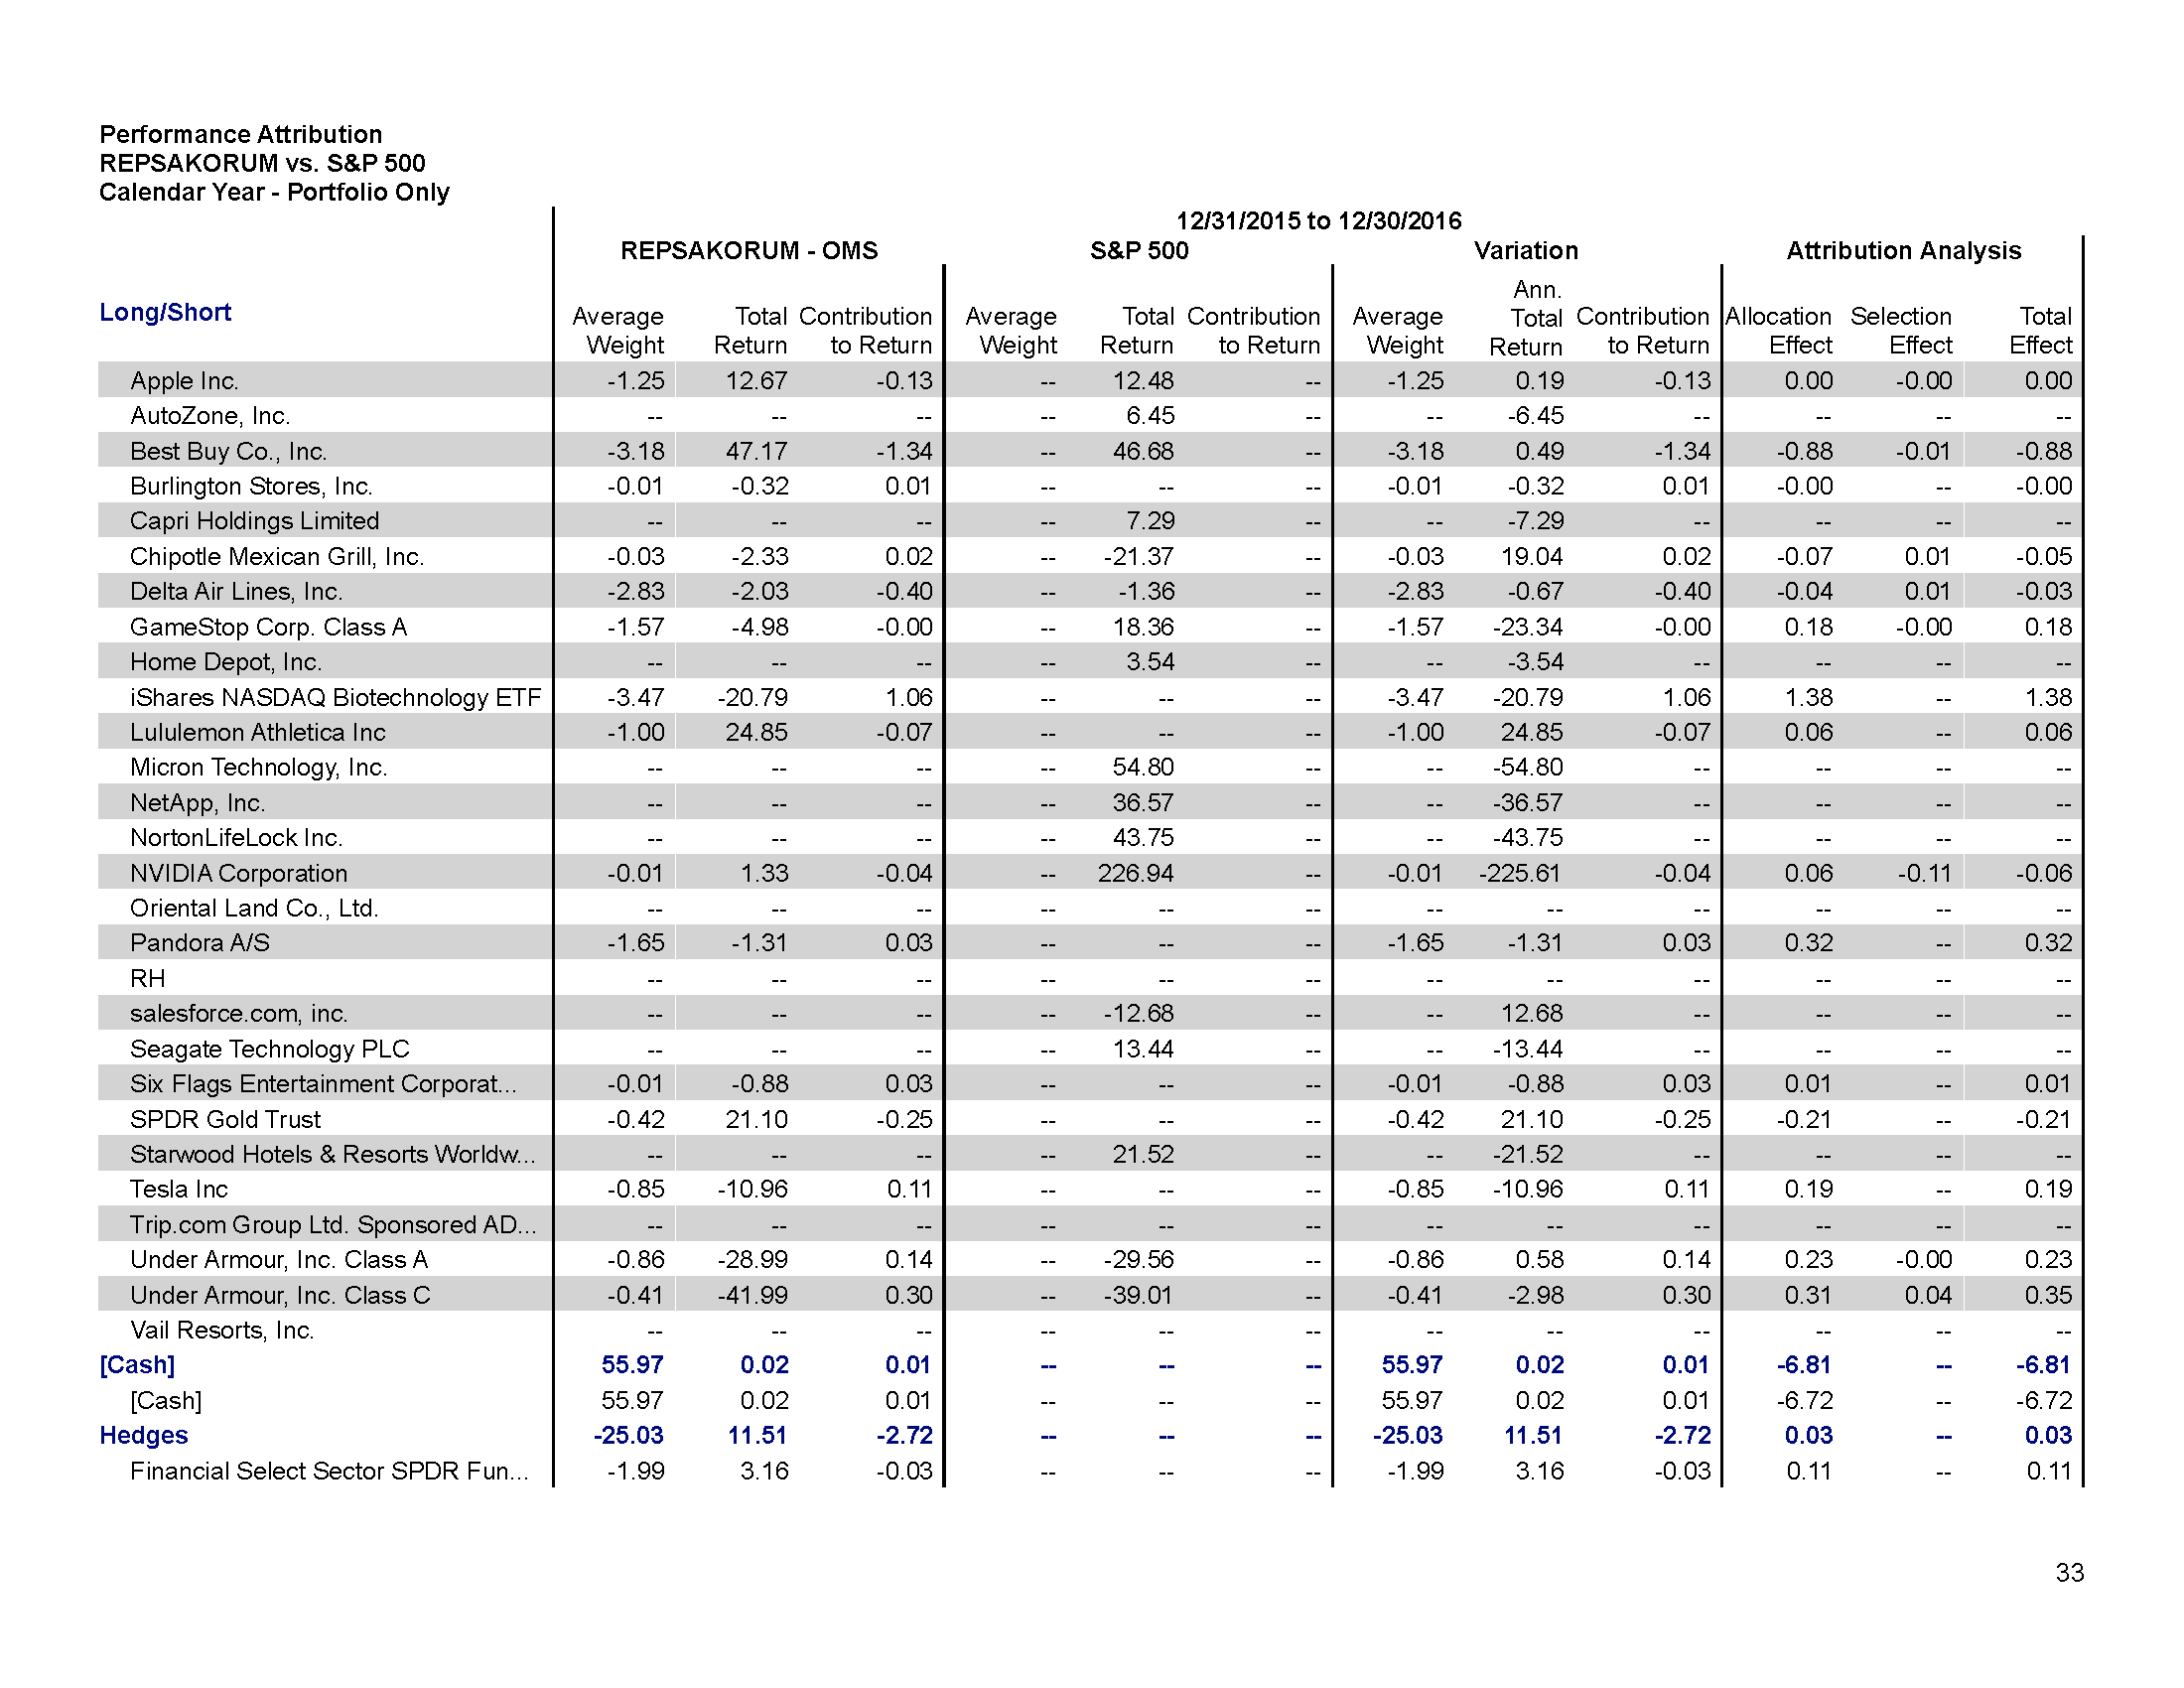 Performance Attribution
REPSAKORUM vs. S&P 500
Calendar Year - Portfolio Only
12/31/2015 to 12/30/2016
REPSAKORUM - OMS S&P 500 Variation Attribution Analysis
Long/Short Average Weight Total Return Contribution to Return Average Weight Total Return Contribution to Return Average Weight Ann. Total Return Contribution to Return Allocation Effect Selection Effect Total Effect
Apple Inc. -1.25 12.67 -0.13 -- 12.48 -- -1.25 0.19 -0.13 0.00 -0.00 0.00
AutoZone, Inc. -- -- -- -- 6.45 -- -- -6.45 -- -- -- --
Best Buy Co., Inc. -3.18 47.17 -1.34 -- 46.68 -- -3.18 0.49 -1.34 -0.88 -0.01 -0.88
Burlington Stores, Inc. -0.01 -0.32 0.01 -- -- -- -0.01 -0.32 0.01 -0.00 -- -0.00
Capri Holdings Limited -- -- -- -- 7.29 -- -- -7.29 -- -- -- --
Chipotle Mexican Grill, Inc. -0.03 -2.33 0.02 -- -21.37 -- -0.03 19.04 0.02 -0.07 0.01 -0.05
Delta Air Lines, Inc. -2.83 -2.03 -0.40 -- -1.36 -- -2.83 -0.67 -0.40 -0.04 0.01 -0.03
GameStop Corp. Class A -1.57 -4.98 -0.00 -- 18.36 -- -1.57 -23.34 -0.00 0.18 -0.00 0.18
Home Depot, Inc. -- -- -- -- 3.54 -- -- -3.54 -- -- -- --
iShares NASDAQ Biotechnology ETF -3.47 -20.79 1.06 -- -- -- -3.47 -20.79 1.06 1.38 -- 1.38
Lululemon Athletica Inc -1.00 24.85 -0.07 -- -- -- -1.00 24.85 -0.07 0.06 -- 0.06
Micron Technology, Inc. -- -- -- -- 54.80 -- -- -54.80 -- -- -- --
NetApp, Inc. -- -- -- -- 36.57 -- -- -36.57 -- -- -- --
NortonLifeLock Inc. -- -- -- -- 43.75 -- -- -43.75 -- -- -- --
NVIDIA Corporation -0.01 1.33 -0.04 -- 226.94 -- -0.01 -225.61 -0.04 0.06 -0.11 -0.06
Oriental Land Co., Ltd. -- -- -- -- -- -- -- -- -- -- -- --
Pandora A/S -1.65 -1.31 0.03 -- -- -- -1.65 -1.31 0.03 0.32 -- 0.32
RH -- -- -- -- -- -- -- -- -- -- -- --
salesforce.com, inc. -- -- -- -- -12.68 -- -- 12.68 -- -- -- --
Seagate Technology PLC -- -- -- -- 13.44 -- -- -13.44 -- -- -- --
Six Flags Entertainment Corporat... -0.01 -0.88 0.03 -- -- -- -0.01 -0.88 0.03 0.01 -- 0.01
SPDR Gold Trust -0.42 21.10 -0.25 -- -- -- -0.42 21.10 -0.25 -0.21 -- -0.21
Starwood Hotels & Resorts Worldw... -- -- -- -- 21.52 -- -- -21.52 -- -- -- --
Tesla Inc -0.85 -10.96 0.11 -- -- -- -0.85 -10.96 0.11 0.19 -- 0.19
Trip.com Group Ltd. Sponsored AD... -- -- -- -- -- -- -- -- -- -- -- --
Under Armour, Inc. Class A -0.86 -28.99 0.14 -- -29.56 -- -0.86 0.58 0.14 0.23 -0.00 0.23
Under Armour, Inc. Class C -0.41 -41.99 0.30 -- -39.01 -- -0.41 -2.98 0.30 0.31 0.04 0.35
Vail Resorts, Inc. -- -- -- -- -- -- -- -- -- -- -- --
[Cash] 55.97 0.02 0.01 -- -- -- 55.97 0.02 0.01 -6.81 -- -6.81
[Cash] 55.97 0.02 0.01 -- -- -- 55.97 0.02 0.01 -6.72 -- -6.72
Hedges -25.03 11.51 -2.72 -- -- -- -25.03 11.51 -2.72 0.03 -- 0.03
Financial Select Sector SPDR Fun... -1.99 3.16 -0.03 -- -- -- -1.99 3.16 -0.03 0.11 -- 0.11
33